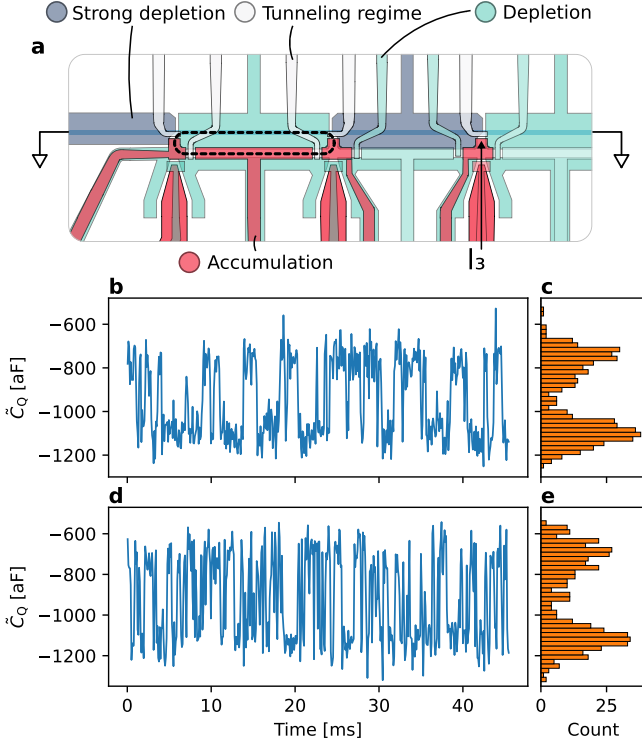 Strong depletion Tunneling regime Depletion
a
Accumulation
I₃
b c
−600
−800
−1000
−1200
C̃Q [aF]
d e
−600
−800
−1000
−1200
C̃Q [aF]
0 10 20 30 40
0 25
Time [ms] Count